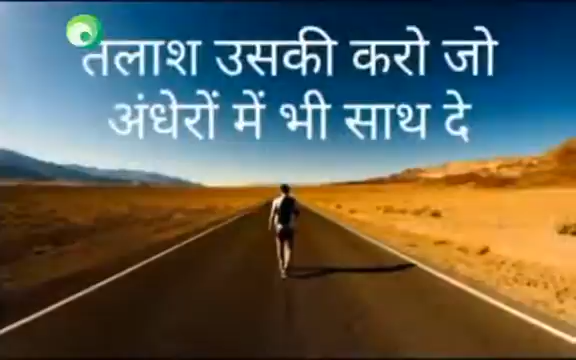 तलाश उसकी करो जो
अंधेरों में भी साथ दे